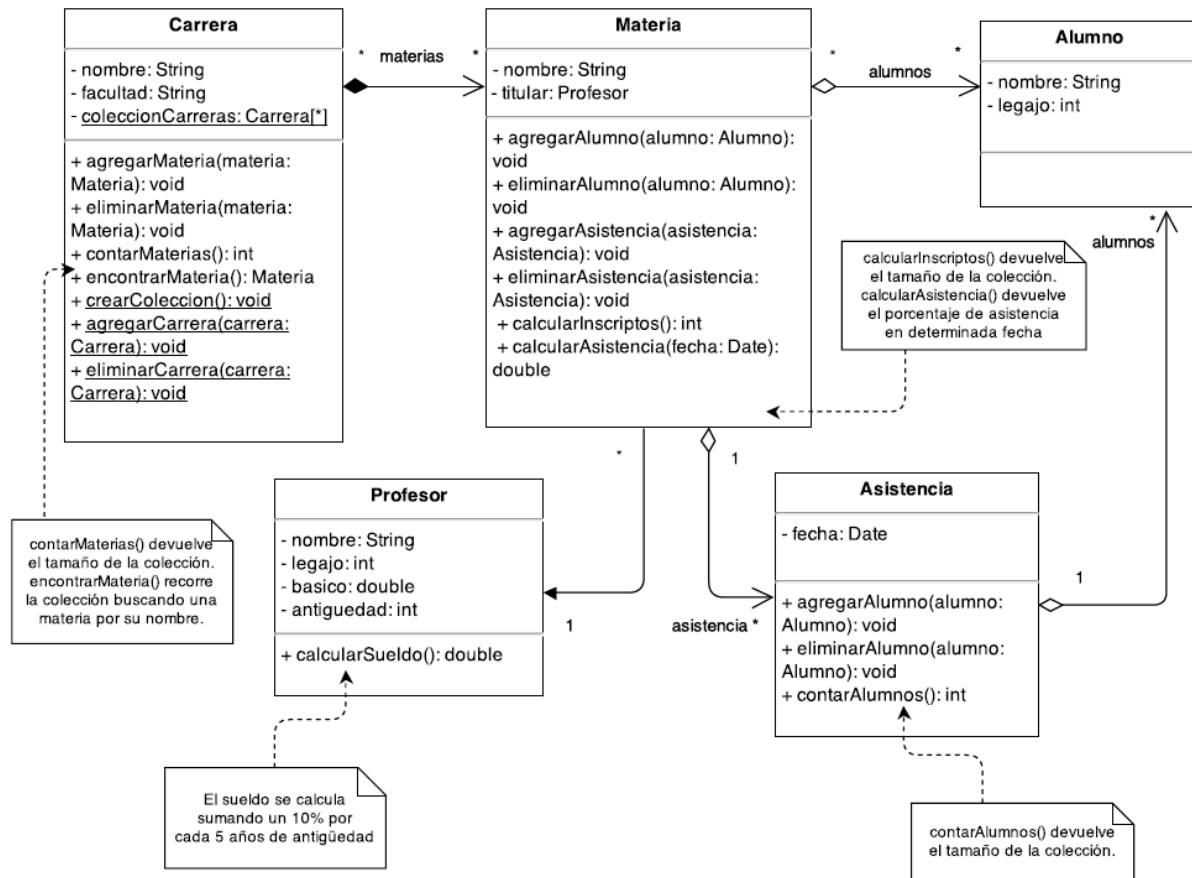 Carrera
- nombre: String
- facultad: String
- coleccionCarreras: Carrera[*]
+ agregarMateria(materia:
Materia): void
+ eliminarMateria(materia:
Materia): void
+ contarMaterias(): int
+ encontrarMateria(): Materia
+ crearColeccion(): void
+ agregarCarrera(carrera:
Carrera): void
+ eliminarCarrera(carrera:
Carrera): void
* materias *
Materia
- nombre: String
- titular: Profesor
+ agregarAlumno(alumno: Alumno):
void
+ eliminarAlumno(alumno: Alumno):
void
+ agregarAsistencia(asistencia:
Asistencia): void
+ eliminarAsistencia(asistencia:
Asistencia): void
+ calcularInscriptos(): int
+ calcularAsistencia(fecha: Date):
double
* alumnos *
Alumno
- nombre: String
- legajo: int
*
alumnos
calcularInscriptos() devuelve
el tamaño de la colección.
calcularAsistencia() devuelve
el porcentaje de asistencia
en determinada fecha
*
1
Profesor
- nombre: String
- legajo: int
- basico: double
- antiguedad: int
+ calcularSueldo(): double
1
asistencia *
Asistencia
- fecha: Date
+ agregarAlumno(alumno:
Alumno): void
+ eliminarAlumno(alumno:
Alumno): void
+ contarAlumnos(): int
1
contarMaterias() devuelve
el tamaño de la colección.
encontrarMateria() recorre
la colección buscando una
materia por su nombre.
El sueldo se calcula
sumando un 10% por
cada 5 años de antigüedad
contarAlumnos() devuelve
el tamaño de la colección.